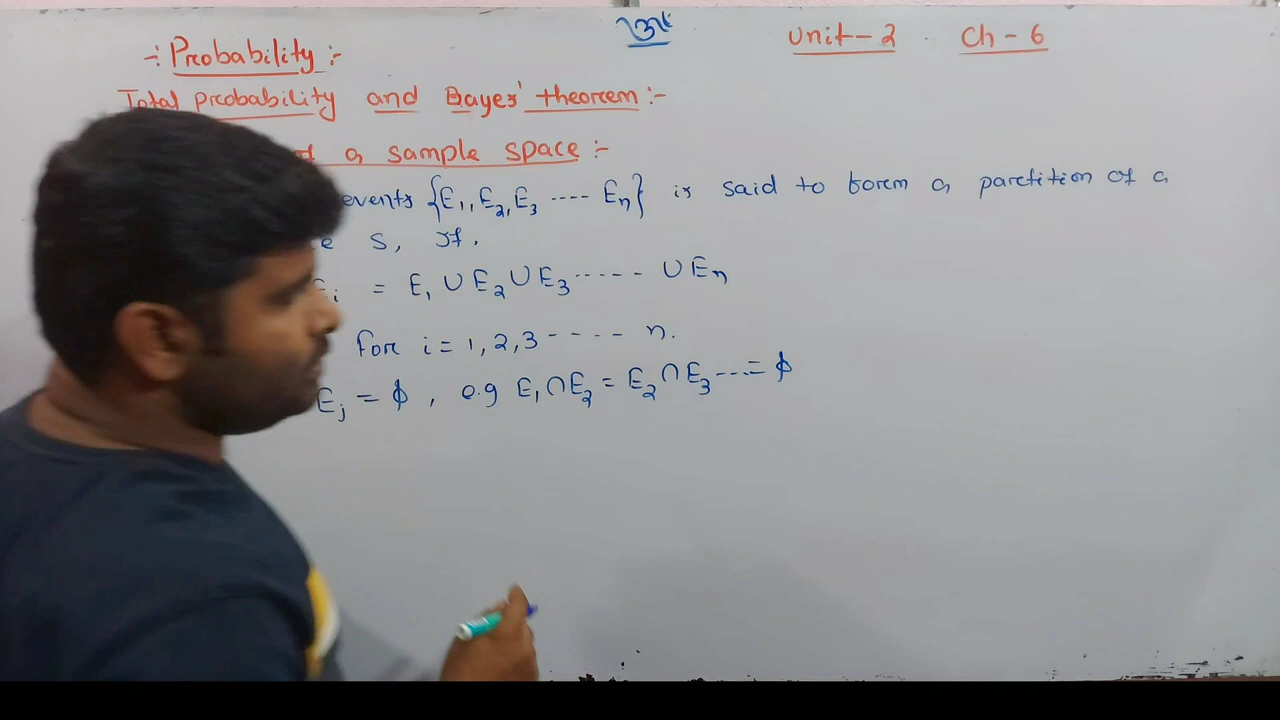 ଓଁ
Unit-2 Ch-6
-: Probability :-
Total probability and Bayes' theorem :-
a sample space :-
events {E₁, E₂, E₃ ---- Eₙ} is said to form a partition of a
S, If,
= E₁ ∪ E₂ ∪ E₃ ------ ∪ Eₙ
For i = 1, 2, 3 ----- n.
Eⱼ = ϕ, e.g E₁ ∩ E₂ = E₂ ∩ E₃ --- = ϕ